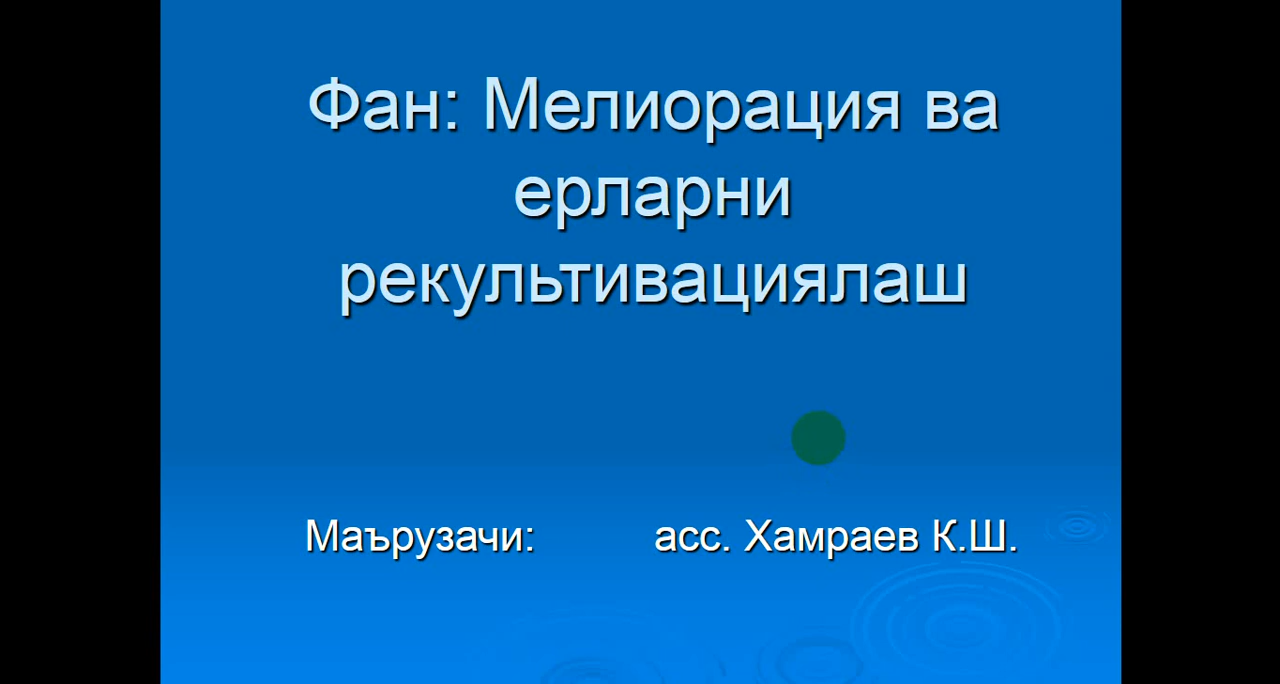 Фан: Мелиорация ва
ерларни
рекультивациялаш
Маърузачи: асс. Хамраев К.Ш.